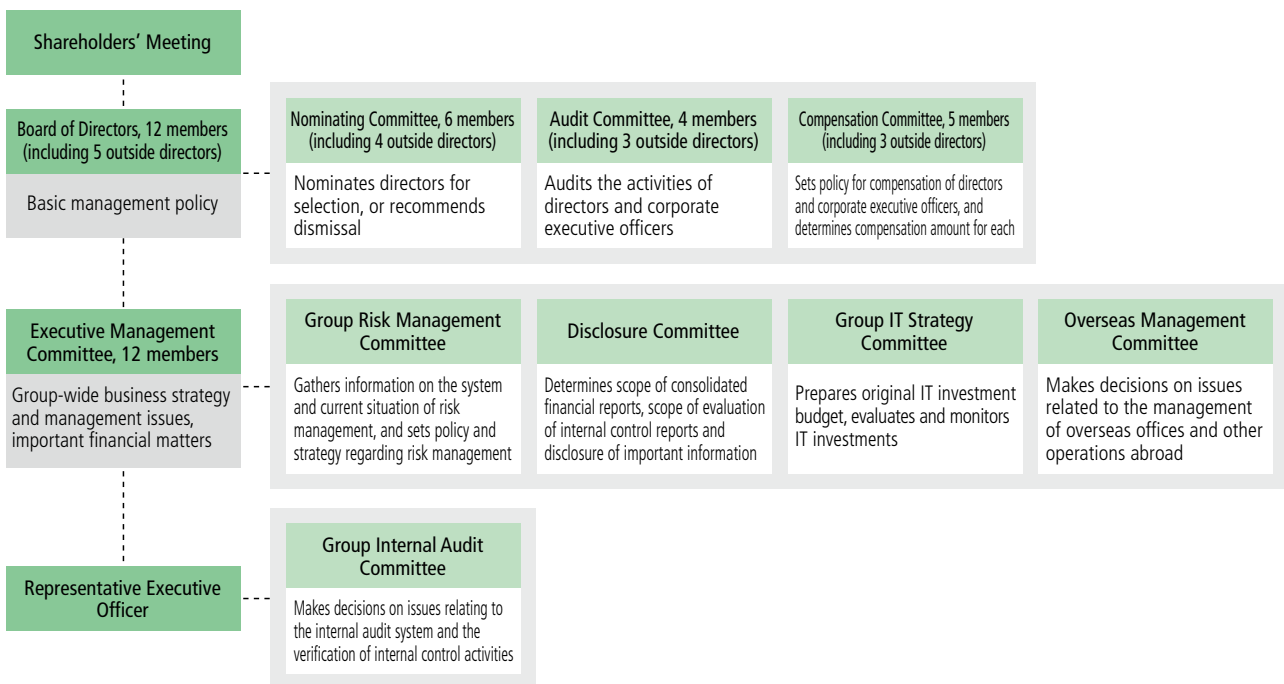 Shareholders’ Meeting
Board of Directors, 12 members
(including 5 outside directors)
Basic management policy
Nominating Committee, 6 members
(including 4 outside directors)
Nominates directors for
selection, or recommends
dismissal
Audit Committee, 4 members
(including 3 outside directors)
Audits the activities of
directors and corporate
executive officers
Compensation Committee, 5 members
(including 3 outside directors)
Sets policy for compensation of directors
and corporate executive officers, and
determines compensation amount for each
Executive Management
Committee, 12 members
Group-wide business strategy
and management issues,
important financial matters
Group Risk Management
Committee
Gathers information on the system
and current situation of risk
management, and sets policy and
strategy regarding risk management
Disclosure Committee
Determines scope of consolidated
financial reports, scope of evaluation
of internal control reports and
disclosure of important information
Group IT Strategy
Committee
Prepares original IT investment
budget, evaluates and monitors
IT investments
Overseas Management
Committee
Makes decisions on issues
related to the management
of overseas offices and other
operations abroad
Representative Executive
Officer
Group Internal Audit
Committee
Makes decisions on issues relating to
the internal audit system and the
verification of internal control activities